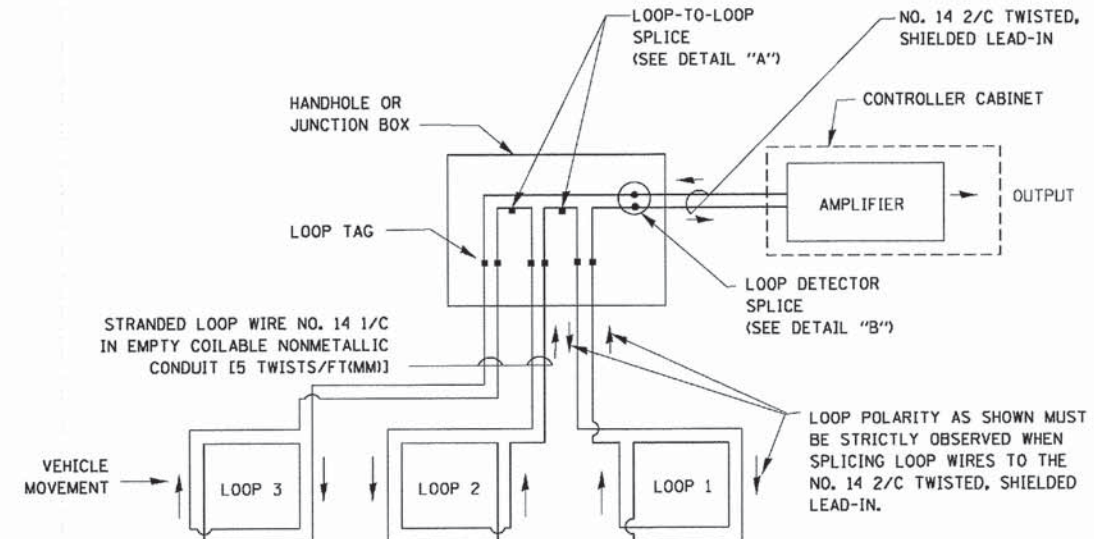 LOOP-TO-LOOP
SPLICE
(SEE DETAIL "A")
NO. 14 2/C TWISTED,
SHIELDED LEAD-IN
HANDHOLE OR
JUNCTION BOX
CONTROLLER CABINET
AMPLIFIER
OUTPUT
LOOP TAG
LOOP DETECTOR
SPLICE
(SEE DETAIL "B")
STRANDED LOOP WIRE NO. 14 1/C
IN EMPTY COILABLE NONMETALLIC
CONDUIT [5 TWISTS/FT(MM)]
LOOP POLARITY AS SHOWN MUST
BE STRICTLY OBSERVED WHEN
SPLICING LOOP WIRES TO THE
NO. 14 2/C TWISTED, SHIELDED
LEAD-IN.
VEHICLE
MOVEMENT
LOOP 3
LOOP 2
LOOP 1